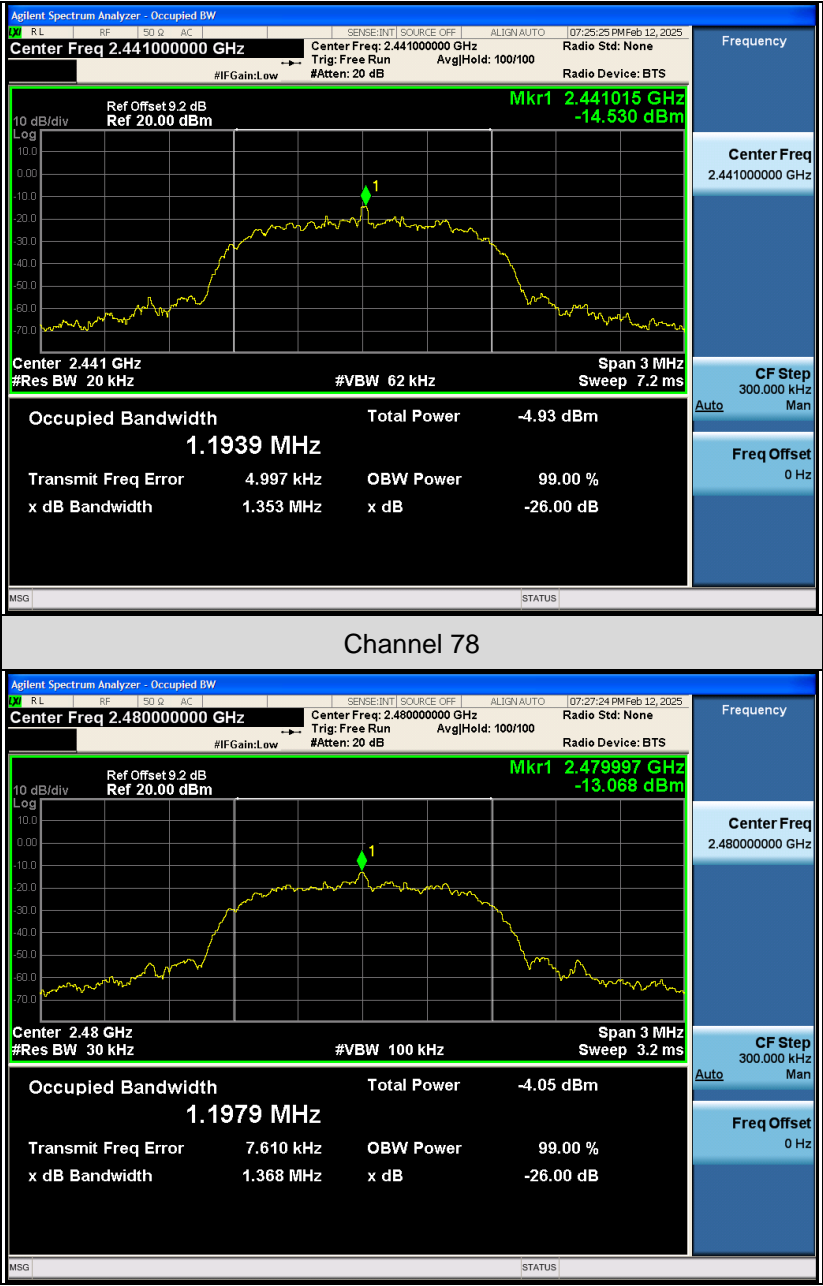 Agilent Spectrum Analyzer - Occupied BW
LXI RL RF 50 Ω AC SENSE:INT SOURCE OFF ALIGN AUTO 07:25:25 PM Feb 12, 2025
Center Freq 2.441000000 GHz
Center Freq: 2.441000000 GHz Radio Std: None
Trig: Free Run Avg|Hold: 100/100
#IFGain:Low #Atten: 20 dB Radio Device: BTS
Frequency
Mkr1 2.441015 GHz
-14.530 dBm
Ref Offset 9.2 dB
10 dB/div Ref 20.00 dBm
Log
10.0
0.00
-10.0
-20.0
-30.0
-40.0
-50.0
-60.0
-70.0
1
Center 2.441 GHz Span 3 MHz
#Res BW 20 kHz #VBW 62 kHz Sweep 7.2 ms
Center Freq
2.441000000 GHz
CF Step
300.000 kHz
Auto Man
Freq Offset
0 Hz
Occupied Bandwidth Total Power -4.93 dBm
1.1939 MHz
Transmit Freq Error 4.997 kHz OBW Power 99.00 %
x dB Bandwidth 1.353 MHz x dB -26.00 dB
MSG STATUS
Channel 78
Agilent Spectrum Analyzer - Occupied BW
LXI RL RF 50 Ω AC SENSE:INT SOURCE OFF ALIGN AUTO 07:27:24 PM Feb 12, 2025
Center Freq 2.480000000 GHz
Center Freq: 2.480000000 GHz Radio Std: None
Trig: Free Run Avg|Hold: 100/100
#IFGain:Low #Atten: 20 dB Radio Device: BTS
Frequency
Mkr1 2.479997 GHz
-13.068 dBm
Ref Offset 9.2 dB
10 dB/div Ref 20.00 dBm
Log
10.0
0.00
-10.0
-20.0
-30.0
-40.0
-50.0
-60.0
-70.0
1
Center 2.48 GHz Span 3 MHz
#Res BW 30 kHz #VBW 100 kHz Sweep 3.2 ms
Center Freq
2.480000000 GHz
CF Step
300.000 kHz
Auto Man
Freq Offset
0 Hz
Occupied Bandwidth Total Power -4.05 dBm
1.1979 MHz
Transmit Freq Error 7.610 kHz OBW Power 99.00 %
x dB Bandwidth 1.368 MHz x dB -26.00 dB
MSG STATUS